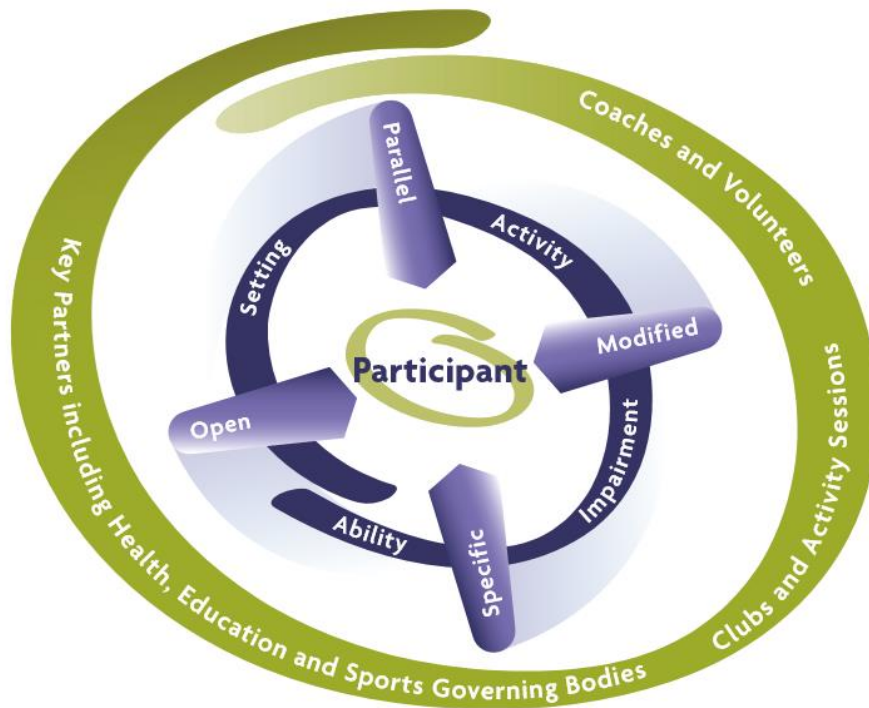 Coaches and Volunteers
Clubs and Activity Sessions
Key Partners including Health, Education and Sports Governing Bodies
Parallel
Activity
Setting
Modified
Participant
Open
Impairment
Ability
Specific